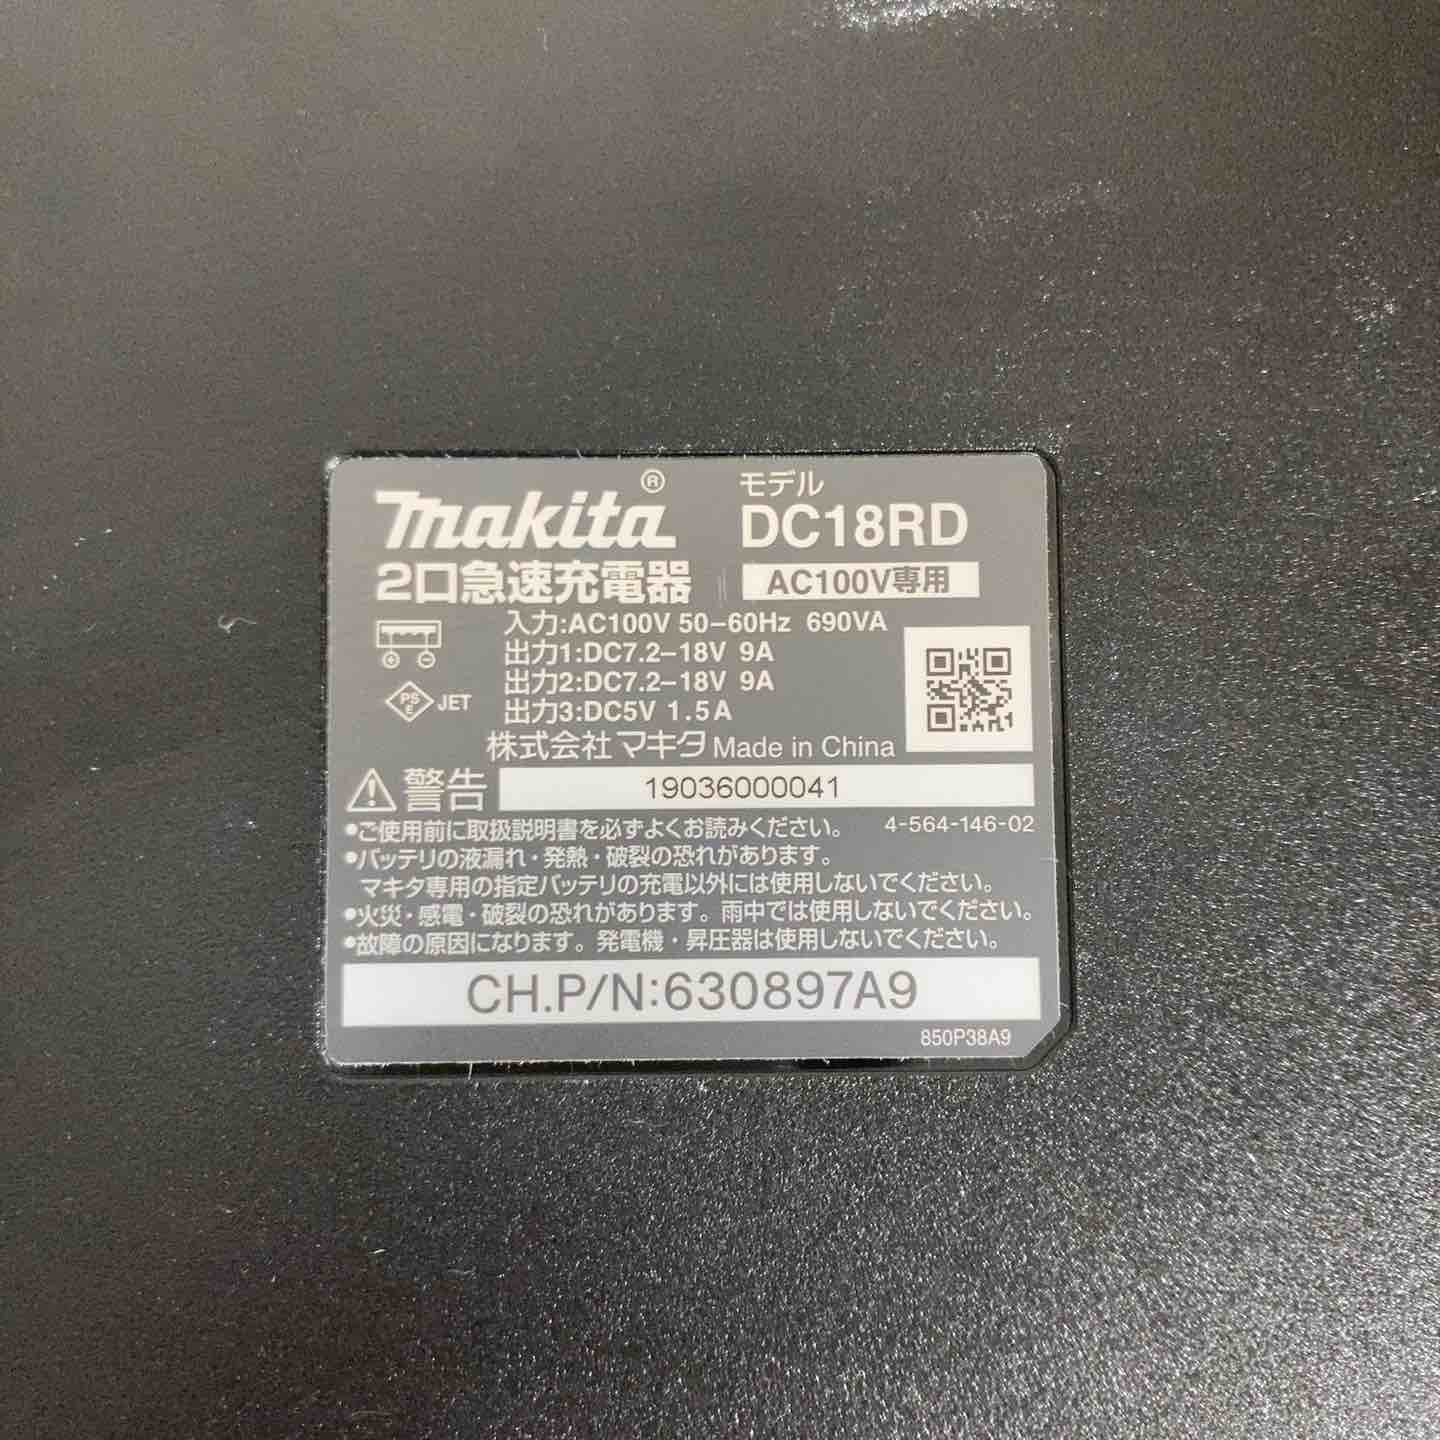 makita®
モデル
DC18RD
2口急速充電器
AC100V専用
入力:AC100V 50-60Hz 690VA
出力1:DC7.2-18V 9A
出力2:DC7.2-18V 9A
PS E JET
出力3:DC5V 1.5A
株式会社マキタ Made in China
警告
19036000041
•ご使用前に取扱説明書を必ずよくお読みください。 4-564-146-02
•バッテリの液漏れ・発熱・破裂の恐れがあります。
マキタ専用の指定バッテリの充電以外には使用しないでください。
•火災・感電・破裂の恐れがあります。雨中では使用しないでください。
•故障の原因になります。発電機・昇圧器は使用しないでください。
CH.P/N:630897A9
850P38A9